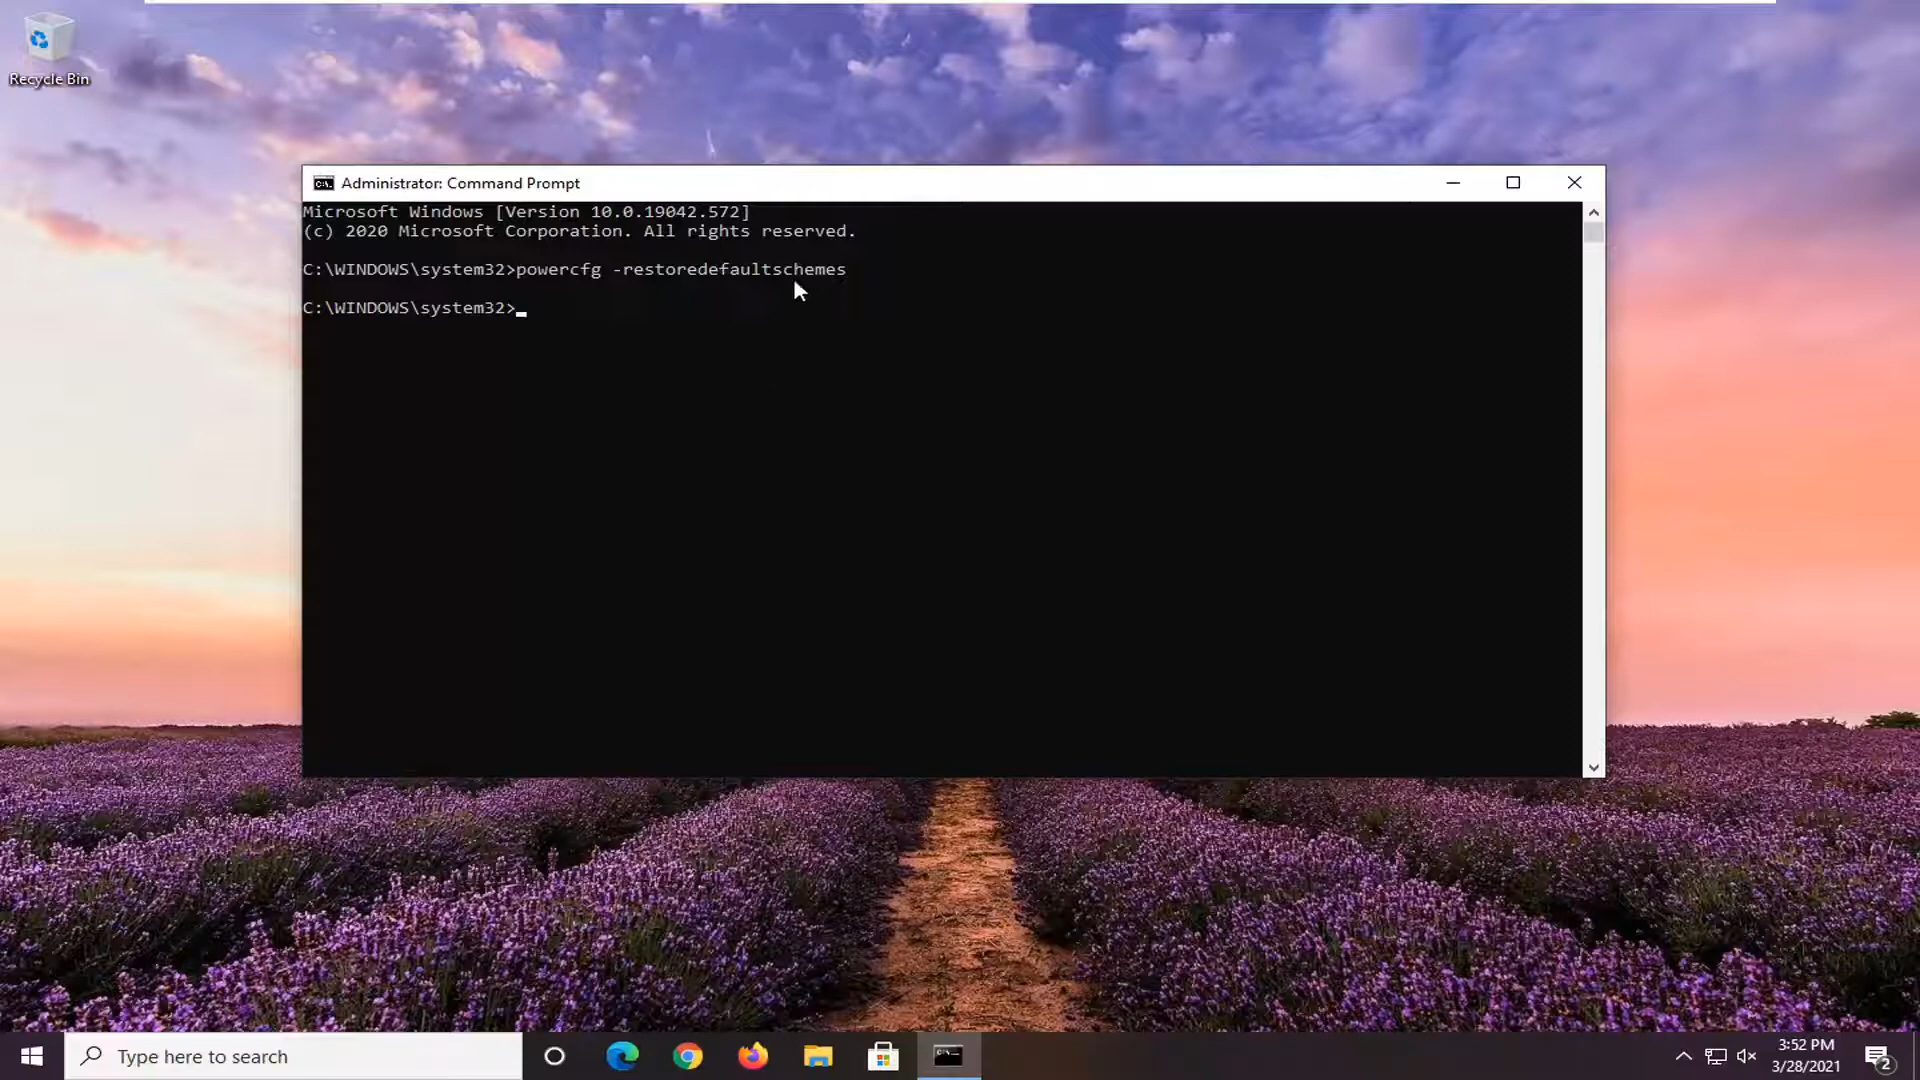 Recycle Bin
Administrator: Command Prompt
Microsoft Windows [Version 10.0.19042.572]
(c) 2020 Microsoft Corporation. All rights reserved.
C:\WINDOWS\system32>powercfg -restoredefaultschemes
C:\WINDOWS\system32>
Type here to search
3:52 PM
3/28/2021
2